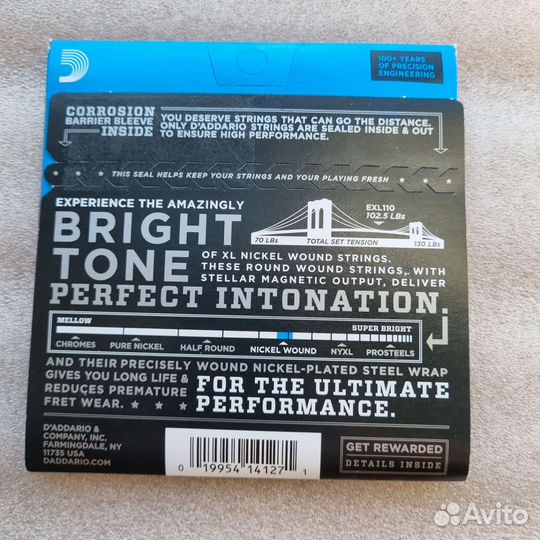 100+ YEARS
OF PRECISION
ENGINEERING
CORROSION
BARRIER SLEEVE
INSIDE
YOU DESERVE STRINGS THAT CAN GO THE DISTANCE.
ONLY D'ADDARIO STRINGS ARE SEALED INSIDE & OUT
TO ENSURE HIGH PERFORMANCE.
THIS SEAL HELPS KEEP YOUR STRINGS AND YOUR PLAYING FRESH
EXPERIENCE THE AMAZINGLY
BRIGHT
TONE
EXL110
102.5 LBs
70 LBs
TOTAL SET TENSION
130 LBs
OF XL NICKEL WOUND STRINGS.
THESE ROUND WOUND STRINGS, WITH
STELLAR MAGNETIC OUTPUT, DELIVER
PERFECT INTONATION.
MELLOW
SUPER BRIGHT
CHROMES
PURE NICKEL
HALF ROUND
NICKEL WOUND
NYXL
PROSTEELS
AND THEIR PRECISELY WOUND NICKEL-PLATED STEEL WRAP
GIVES YOU LONG LIFE &
REDUCES PREMATURE
FRET WEAR.
FOR THE ULTIMATE
PERFORMANCE.
D'ADDARIO &
COMPANY, INC.
FARMINGDALE, NY
11735 USA
DADDARIO.COM
0 19954 14127 1
GET REWARDED
DETAILS INSIDE
Avito